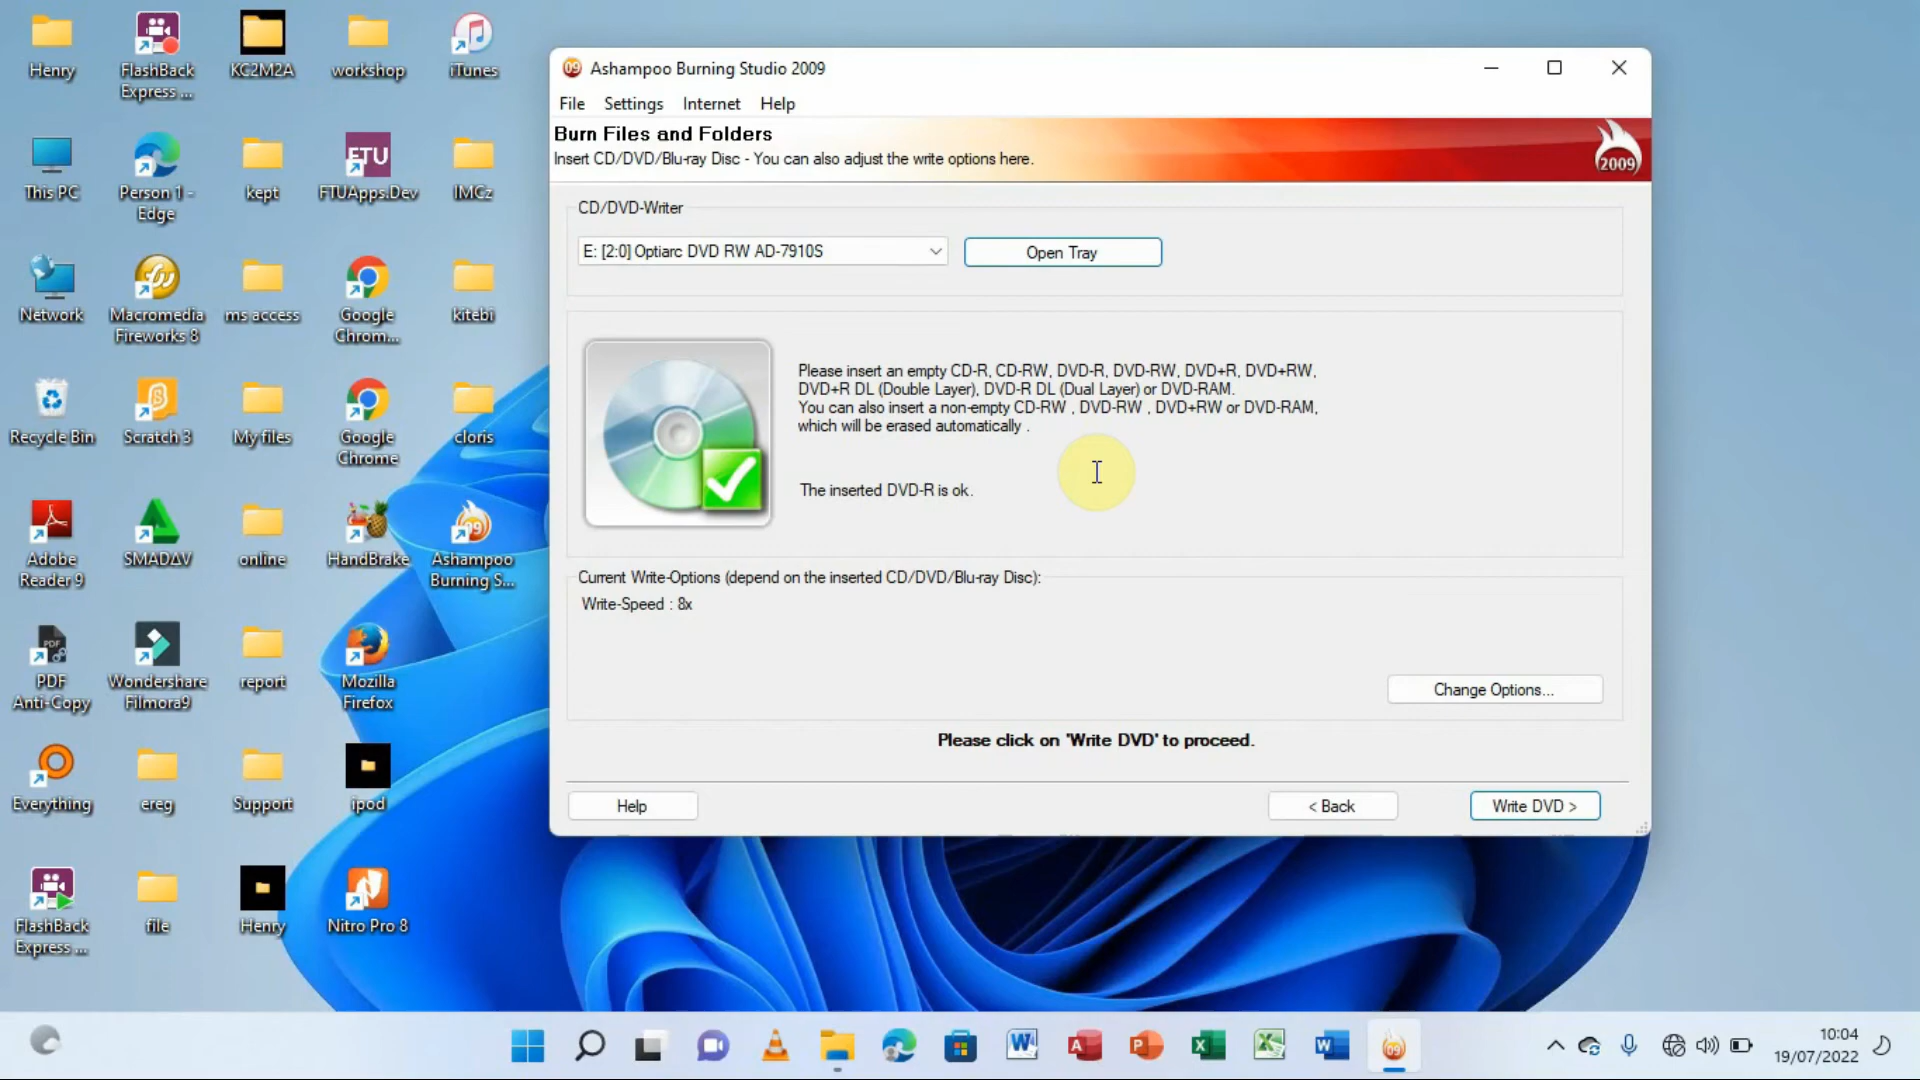 Henry
FlashBack
Express ...
KC2M2A
workshop
iTunes
This PC
Person 1 -
Edge
kept
FTU
FTUApps.Dev
IMCz
Network
Macromedia
Fireworks 8
ms access
Google
Chrom...
kitebi
Recycle Bin
Scratch 3
My files
Google
Chrome
cloris
Adobe
Reader 9
SMADΔV
online
HandBrake
09
Ashampoo
Burning S...
PDF
PDF
Anti-Copy
Wondershare
Filmora9
report
Mozilla
Firefox
Everything
ereg
Support
ipod
FlashBack
Express ...
file
Henry
Nitro Pro 8
09 Ashampoo Burning Studio 2009
File Settings Internet Help
Burn Files and Folders
Insert CD/DVD/Blu-ray Disc - You can also adjust the write options here.
2009
CD/DVD-Writer
E: [2:0] Optiarc DVD RW AD-7910S
Open Tray
Please insert an empty CD-R, CD-RW, DVD-R, DVD-RW, DVD+R, DVD+RW,
DVD+R DL (Double Layer), DVD-R DL (Dual Layer) or DVD-RAM.
You can also insert a non-empty CD-RW , DVD-RW , DVD+RW or DVD-RAM,
which will be erased automatically .
The inserted DVD-R is ok.
Current Write-Options (depend on the inserted CD/DVD/Blu-ray Disc):
Write-Speed : 8x
Change Options...
Please click on 'Write DVD' to proceed.
Help
< Back
Write DVD >
W
A
P
X
X
W
09
10:04
19/07/2022